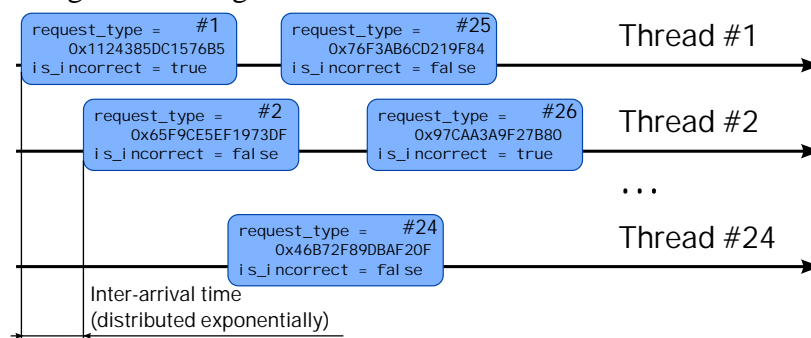 request_type = #1
0x1124385DC1576B5
is_incorrect = true
request_type = #25
0x76F3AB6CD219F84
is_incorrect = false
Thread #1
request_type = #2
0x65F9CE5EF1973DF
is_incorrect = false
request_type = #26
0x97CAA3A9F27B80
is_incorrect = true
Thread #2
...
request_type = #24
0x46B72F89DBAF20F
is_incorrect = false
Thread #24
Inter-arrival time
(distributed exponentially)